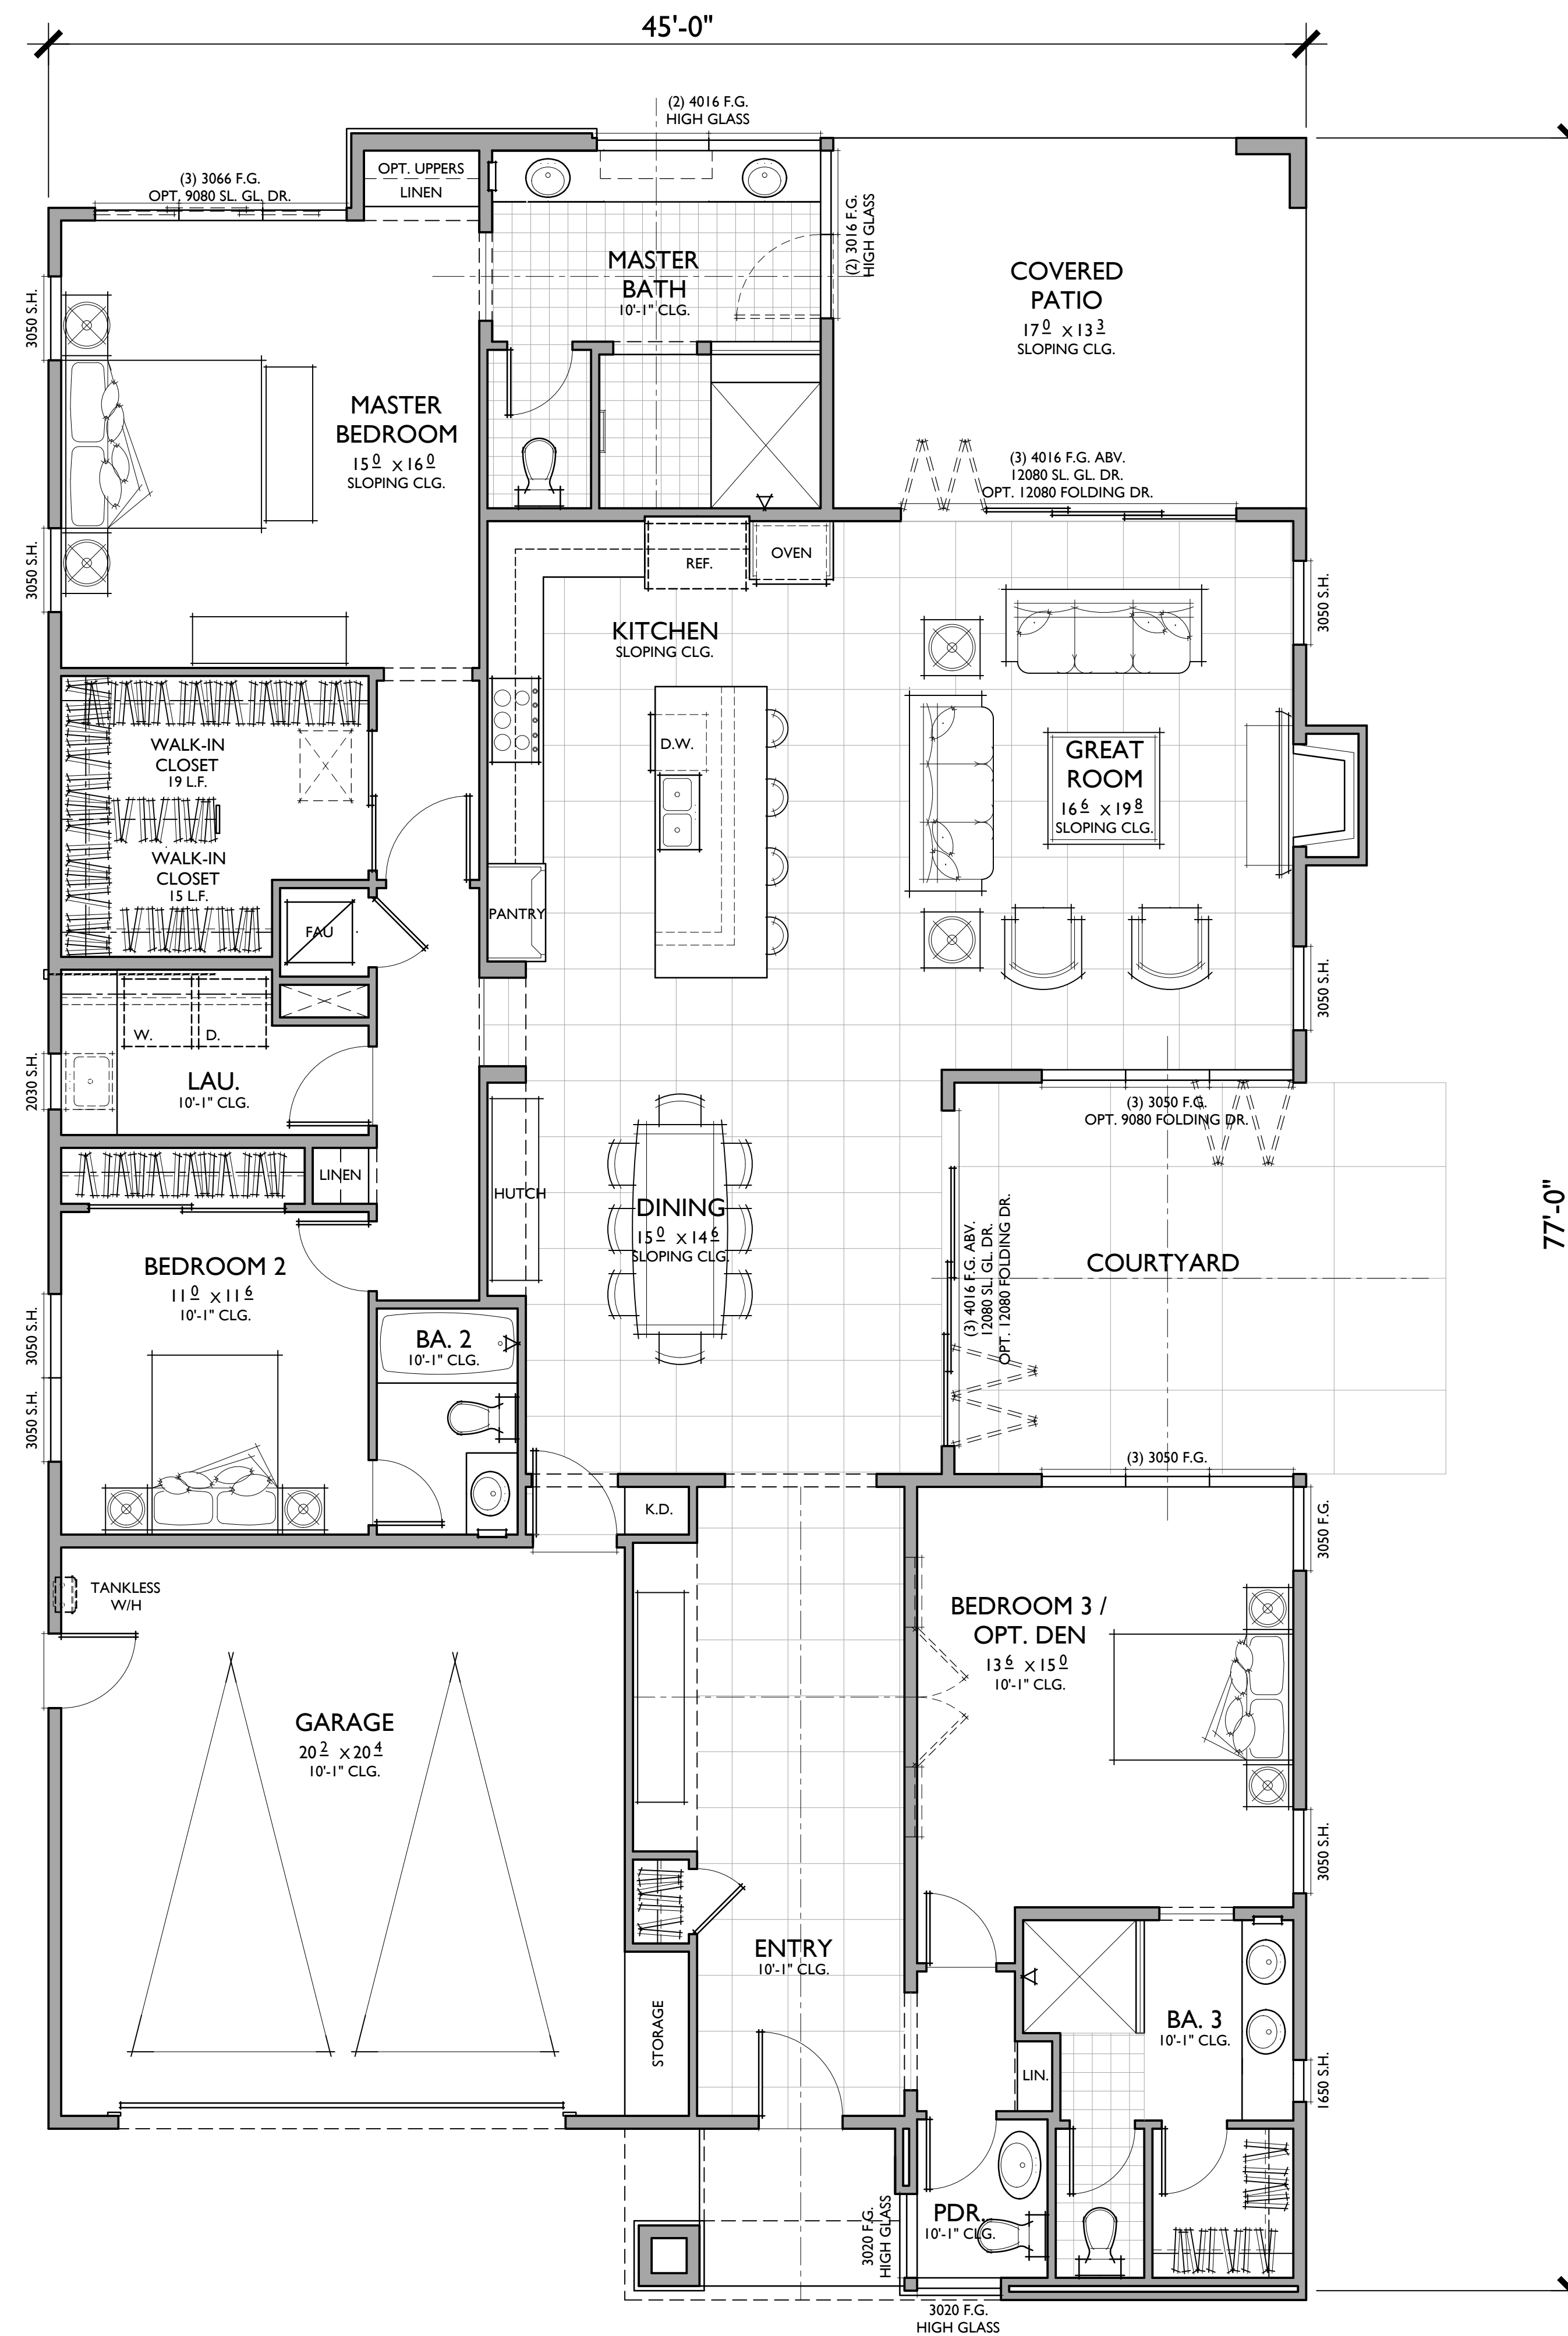 45'-0"
(2) 4016 F.G.
HIGH GLASS
(3) 3066 F.G.
OPT. 9080 SL. GL. DR.
OPT. UPPERS
LINEN
(2) 3016 F.G.
HIGH GLASS
MASTER
BATH
10'-1" CLG.
COVERED
PATIO
17 0 X 13 3
SLOPING CLG.
3050 S.H.
MASTER
BEDROOM
15 0 X 16 0
SLOPING CLG.
3050 S.H.
(3) 4016 F.G. ABV.
12080 SL. GL. DR.
OPT. 12080 FOLDING DR.
REF.
OVEN
3050 S.H.
KITCHEN
SLOPING CLG.
D.W.
GREAT
ROOM
16 6 X 19 8
SLOPING CLG.
WALK-IN
CLOSET
19 L.F.
WALK-IN
CLOSET
15 L.F.
FAU
PANTRY
3050 S.H.
W.
D.
2030 S.H.
LAU.
10'-1" CLG.
(3) 3050 F.G.
OPT. 9080 FOLDING DR.
LINEN
HUTCH
DINING
15 0 X 14 6
SLOPING CLG.
(3) 4016 F.G. ABV.
12080 SL. GL. DR.
OPT. 12080 FOLDING DR.
COURTYARD
77'-0"
BEDROOM 2
11 0 X 11 6
10'-1" CLG.
3050 S.H.
3050 S.H.
BA. 2
10'-1" CLG.
(3) 3050 F.G.
K.D.
3050 F.G.
TANKLESS
W/H
BEDROOM 3 /
OPT. DEN
13 6 X 15 0
10'-1" CLG.
GARAGE
20 2 X 20 4
10'-1" CLG.
3050 S.H.
ENTRY
10'-1" CLG.
STORAGE
BA. 3
10'-1" CLG.
LIN.
1650 S.H.
PDR.
10'-1" CLG.
3020 F.G.
HIGH GLASS
3020 F.G.
HIGH GLASS